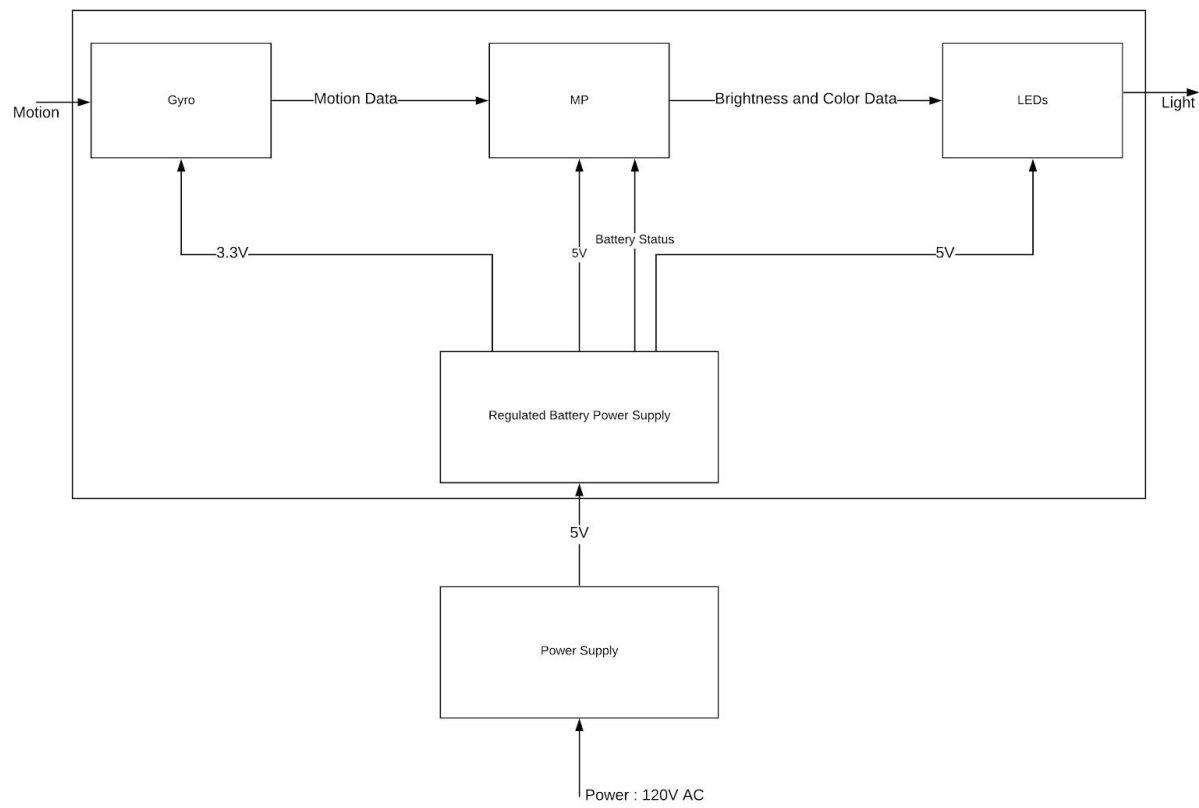 Gyro
Motion Data
MP
Brightness and Color Data
LEDs
Motion
Light
3.3V
5V
Battery Status
5V
Regulated Battery Power Supply
5V
Power Supply
Power : 120V AC